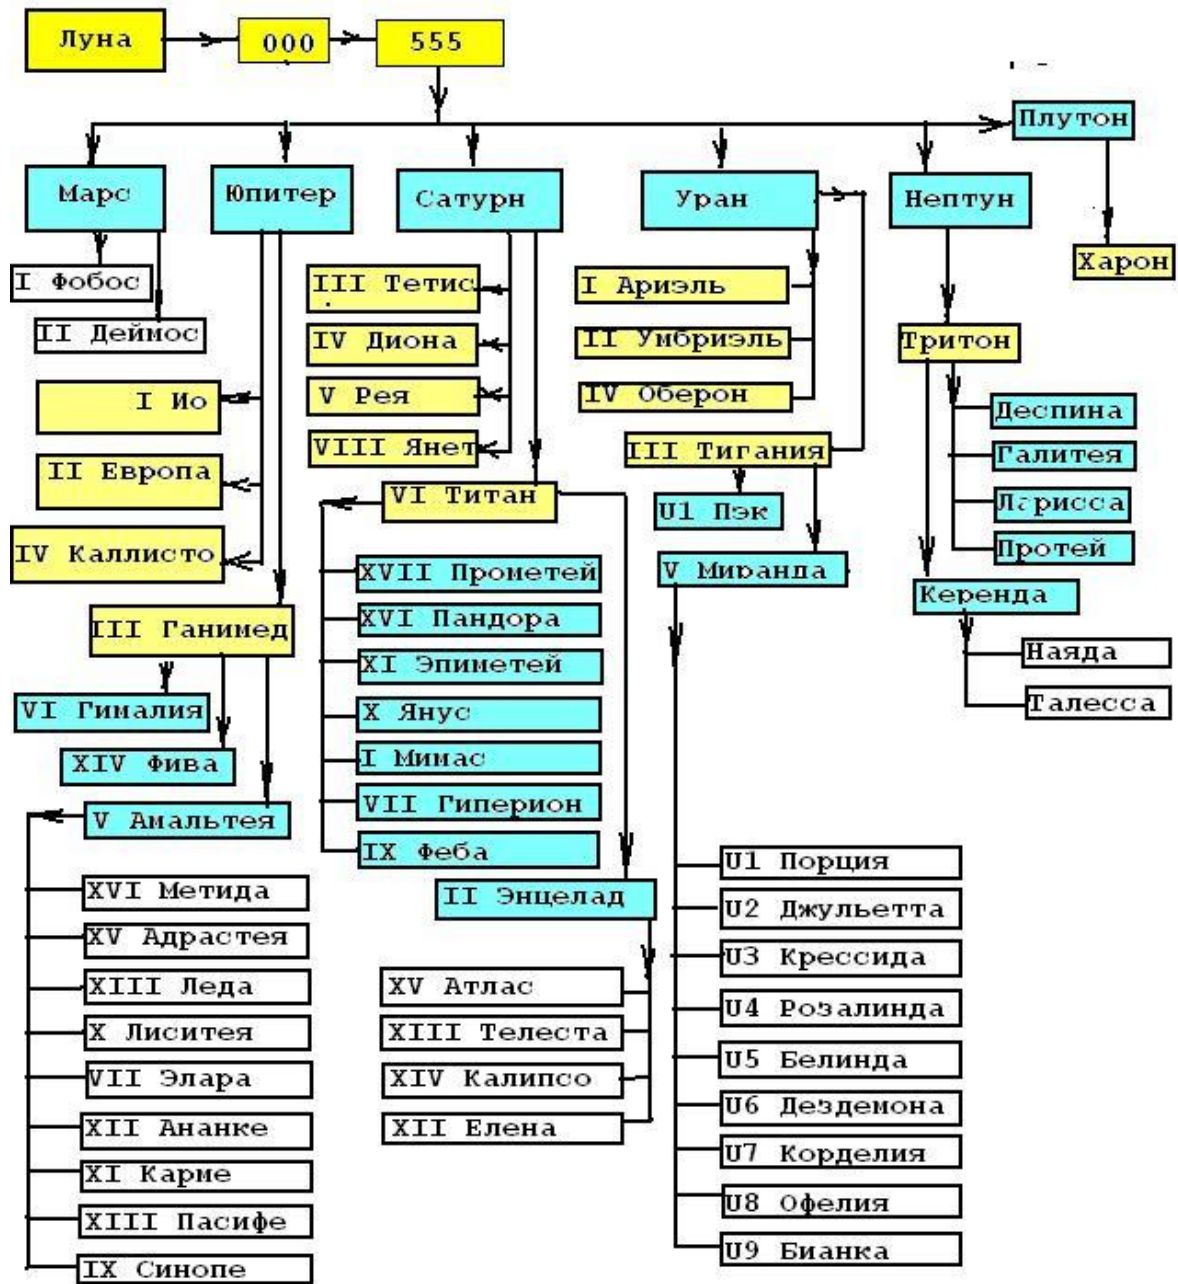 Луна
000
555
Плутон
Марс
Юпитер
Сатурн
Уран
Нептун
Харон
I Фобос
II Деймос
III Тетис
IV Диона
V Рея
VIII Янет
I Ариэль
II Умбриэль
IV Оберон
III Тигания
U1 Пэк
V Миранда
Тритон
Деспина
Галитея
Ларисса
Протей
Керенда
Наяда
Талесса
I Ио
II Европа
IV Каллисто
III Ганимед
VI Гималия
XIV Фива
V Амальтея
VI Титан
XVII Прометей
XVI Пандора
XI Эпиметей
X Янус
I Мимас
VII Гиперион
IX Феба
II Энцелад
XVI Метида
XV Адрастея
XIII Леда
X Лиситея
VII Элара
XII Ананке
XI Карме
XIII Пасифе
IX Синопе
XV Атлас
XIII Телеста
XIV Калипсо
XII Елена
U1 Порция
U2 Джульетта
U3 Крессида
U4 Розалинда
U5 Белинда
U6 Дездемона
U7 Корделия
U8 Офелия
U9 Бианка